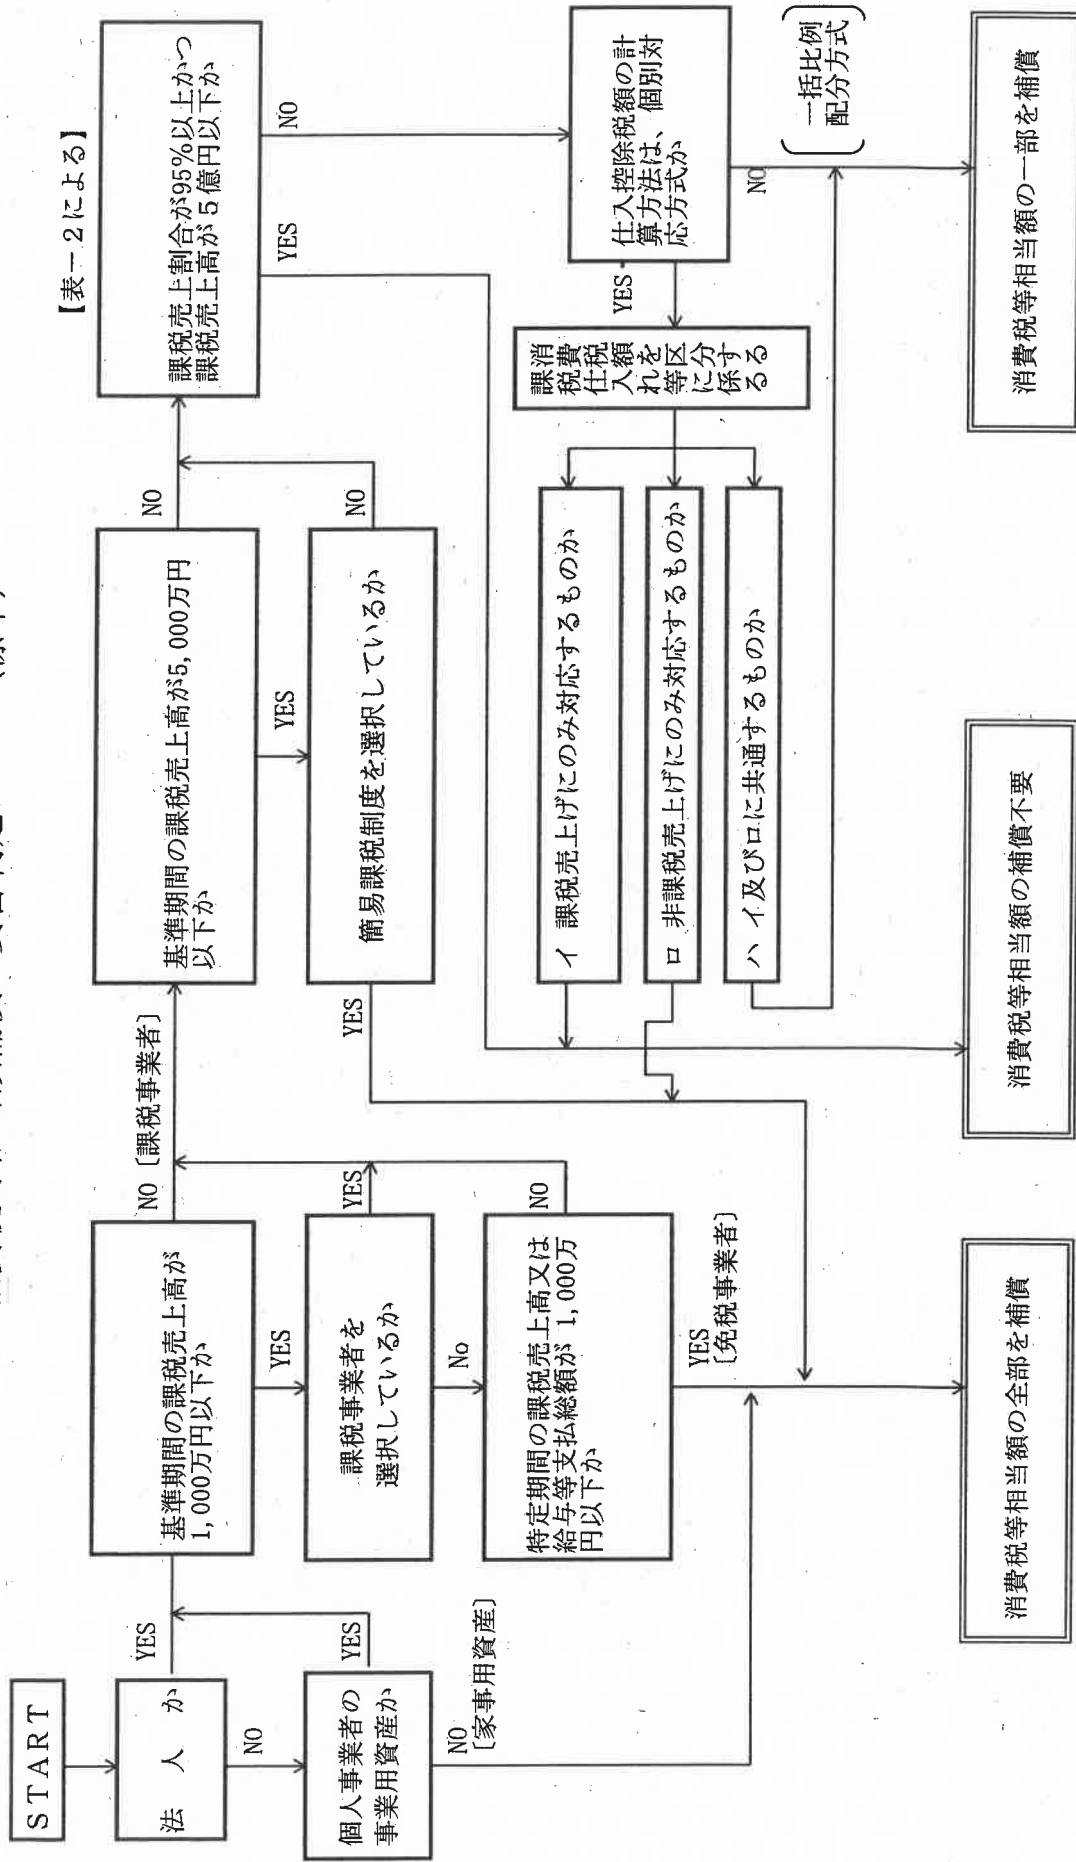 START
法　人　か
YES
NO
個人事業者の
事業用資産か
YES
NO
〔家事用資産〕
基準期間の課税売上高が
1,000万円以下か
NO〔課税事業者〕
YES
課税事業者を
選択しているか
YES
No
特定期間の課税売上高又は
給与等支払総額が 1,000万
円以下か
NO
YES
〔免税事業者〕
基準期間の課税売上高が5,000万円
以下か
NO
YES
簡易課税制度を選択しているか
NO
YES
【表－2による】
課税売上割合が95%以上かつ
課税売上高が5億円以下か
NO
YES
仕入控除税額の計
算方法は、個別対
応方式か
YES
NO
一括比例
配分方式
課税仕入れ等に係る
消費税額を区分する
イ 課税売上げにのみ対応するものか
ロ 非課税売上げにのみ対応するものか
ハ イ及びロに共通するものか
消費税等相当額の全部を補償
消費税等相当額の補償不要
消費税等相当額の一部を補償